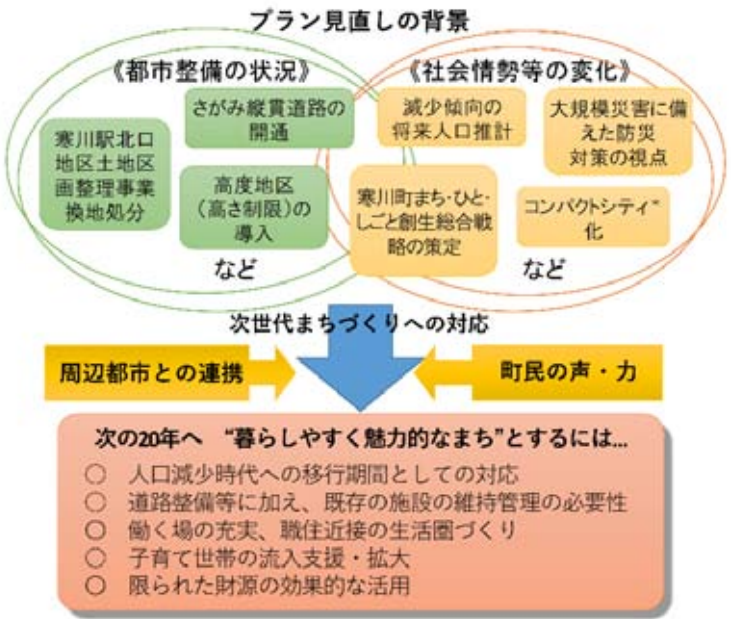 プラン見直しの背景
《都市整備の状況》
さがみ縦貫道路の
開通
寒川駅北口
地区土地区
画整理事業
換地処分
高度地区
（高さ制限）の
導入
など
《社会情勢等の変化》
減少傾向の
将来人口推計
大規模災害に備
えた防災
対策の視点
寒川町まち・ひと・
しごと創生総合戦
略の策定
コンパクトシティ*
化
など
次世代まちづくりへの対応
周辺都市との連携
町民の声・力
次の20年へ　“暮らしやすく魅力的なまち”とするには…
○　人口減少時代への移行期間としての対応
○　道路整備等に加え、既存の施設の維持管理の必要性
○　働く場の充実、職住近接の生活圏づくり
○　子育て世帯の流入支援・拡大
○　限られた財源の効果的な活用